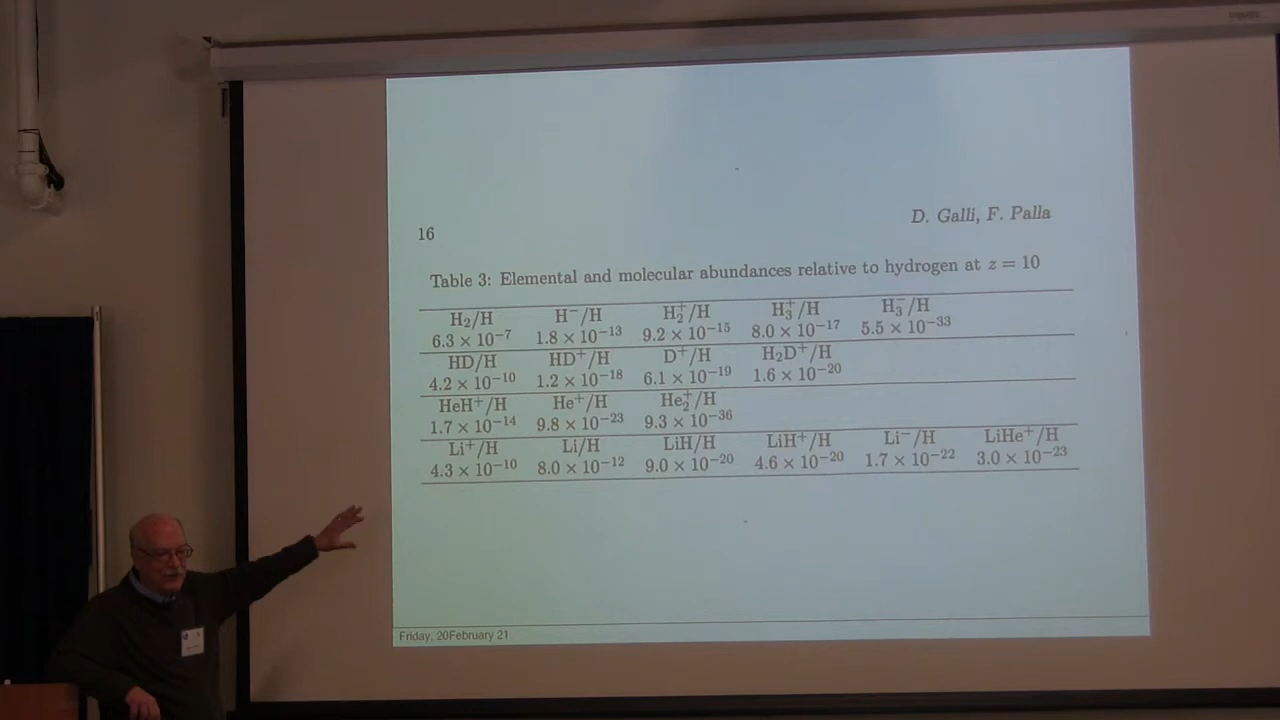 D. Galli, F. Palla
16
Table 3: Elemental and molecular abundances relative to hydrogen at z = 10
H₂/H H⁻/H H₂⁺/H H₃⁺/H H₃⁻/H
6.3 × 10⁻⁷ 1.8 × 10⁻¹³ 9.2 × 10⁻¹⁵ 8.0 × 10⁻¹⁷ 5.5 × 10⁻³³
HD/H HD⁺/H D⁺/H H₂D⁺/H
4.2 × 10⁻¹⁰ 1.2 × 10⁻¹⁸ 6.1 × 10⁻¹⁹ 1.6 × 10⁻²⁰
HeH⁺/H He⁺/H He₂⁺/H
1.7 × 10⁻¹⁴ 9.8 × 10⁻²³ 9.3 × 10⁻³⁶
Li⁺/H Li/H LiH/H LiH⁺/H Li⁻/H LiHe⁺/H
4.3 × 10⁻¹⁰ 8.0 × 10⁻¹² 9.0 × 10⁻²⁰ 4.6 × 10⁻²⁰ 1.7 × 10⁻²² 3.0 × 10⁻²³
Friday, 20February 21